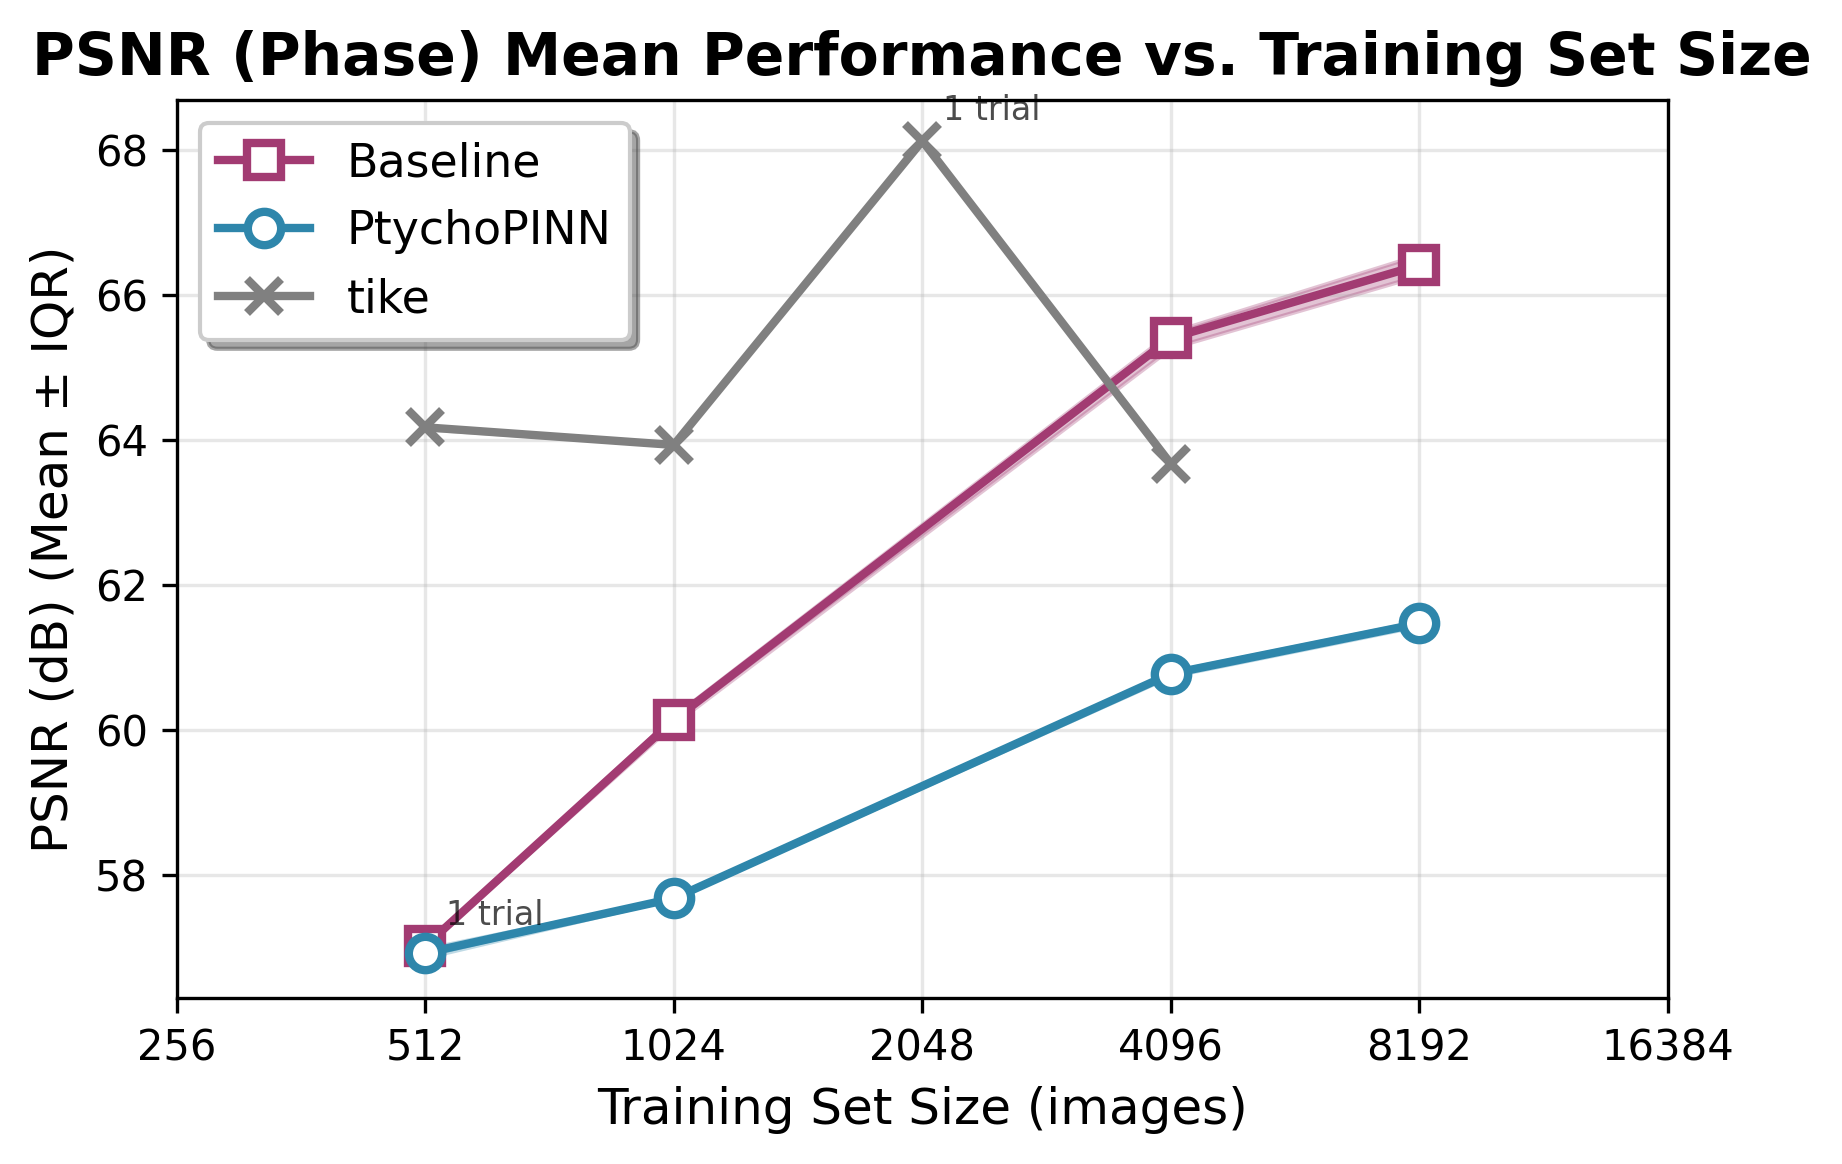 PSNR (Phase) Mean Performance vs. Training Set Size
1 trial
Baseline
PtychoPINN
tike
68
66
64
62
60
58
PSNR (dB) (Mean ± IQR)
1 trial
256 512 1024 2048 4096 8192 16384
Training Set Size (images)